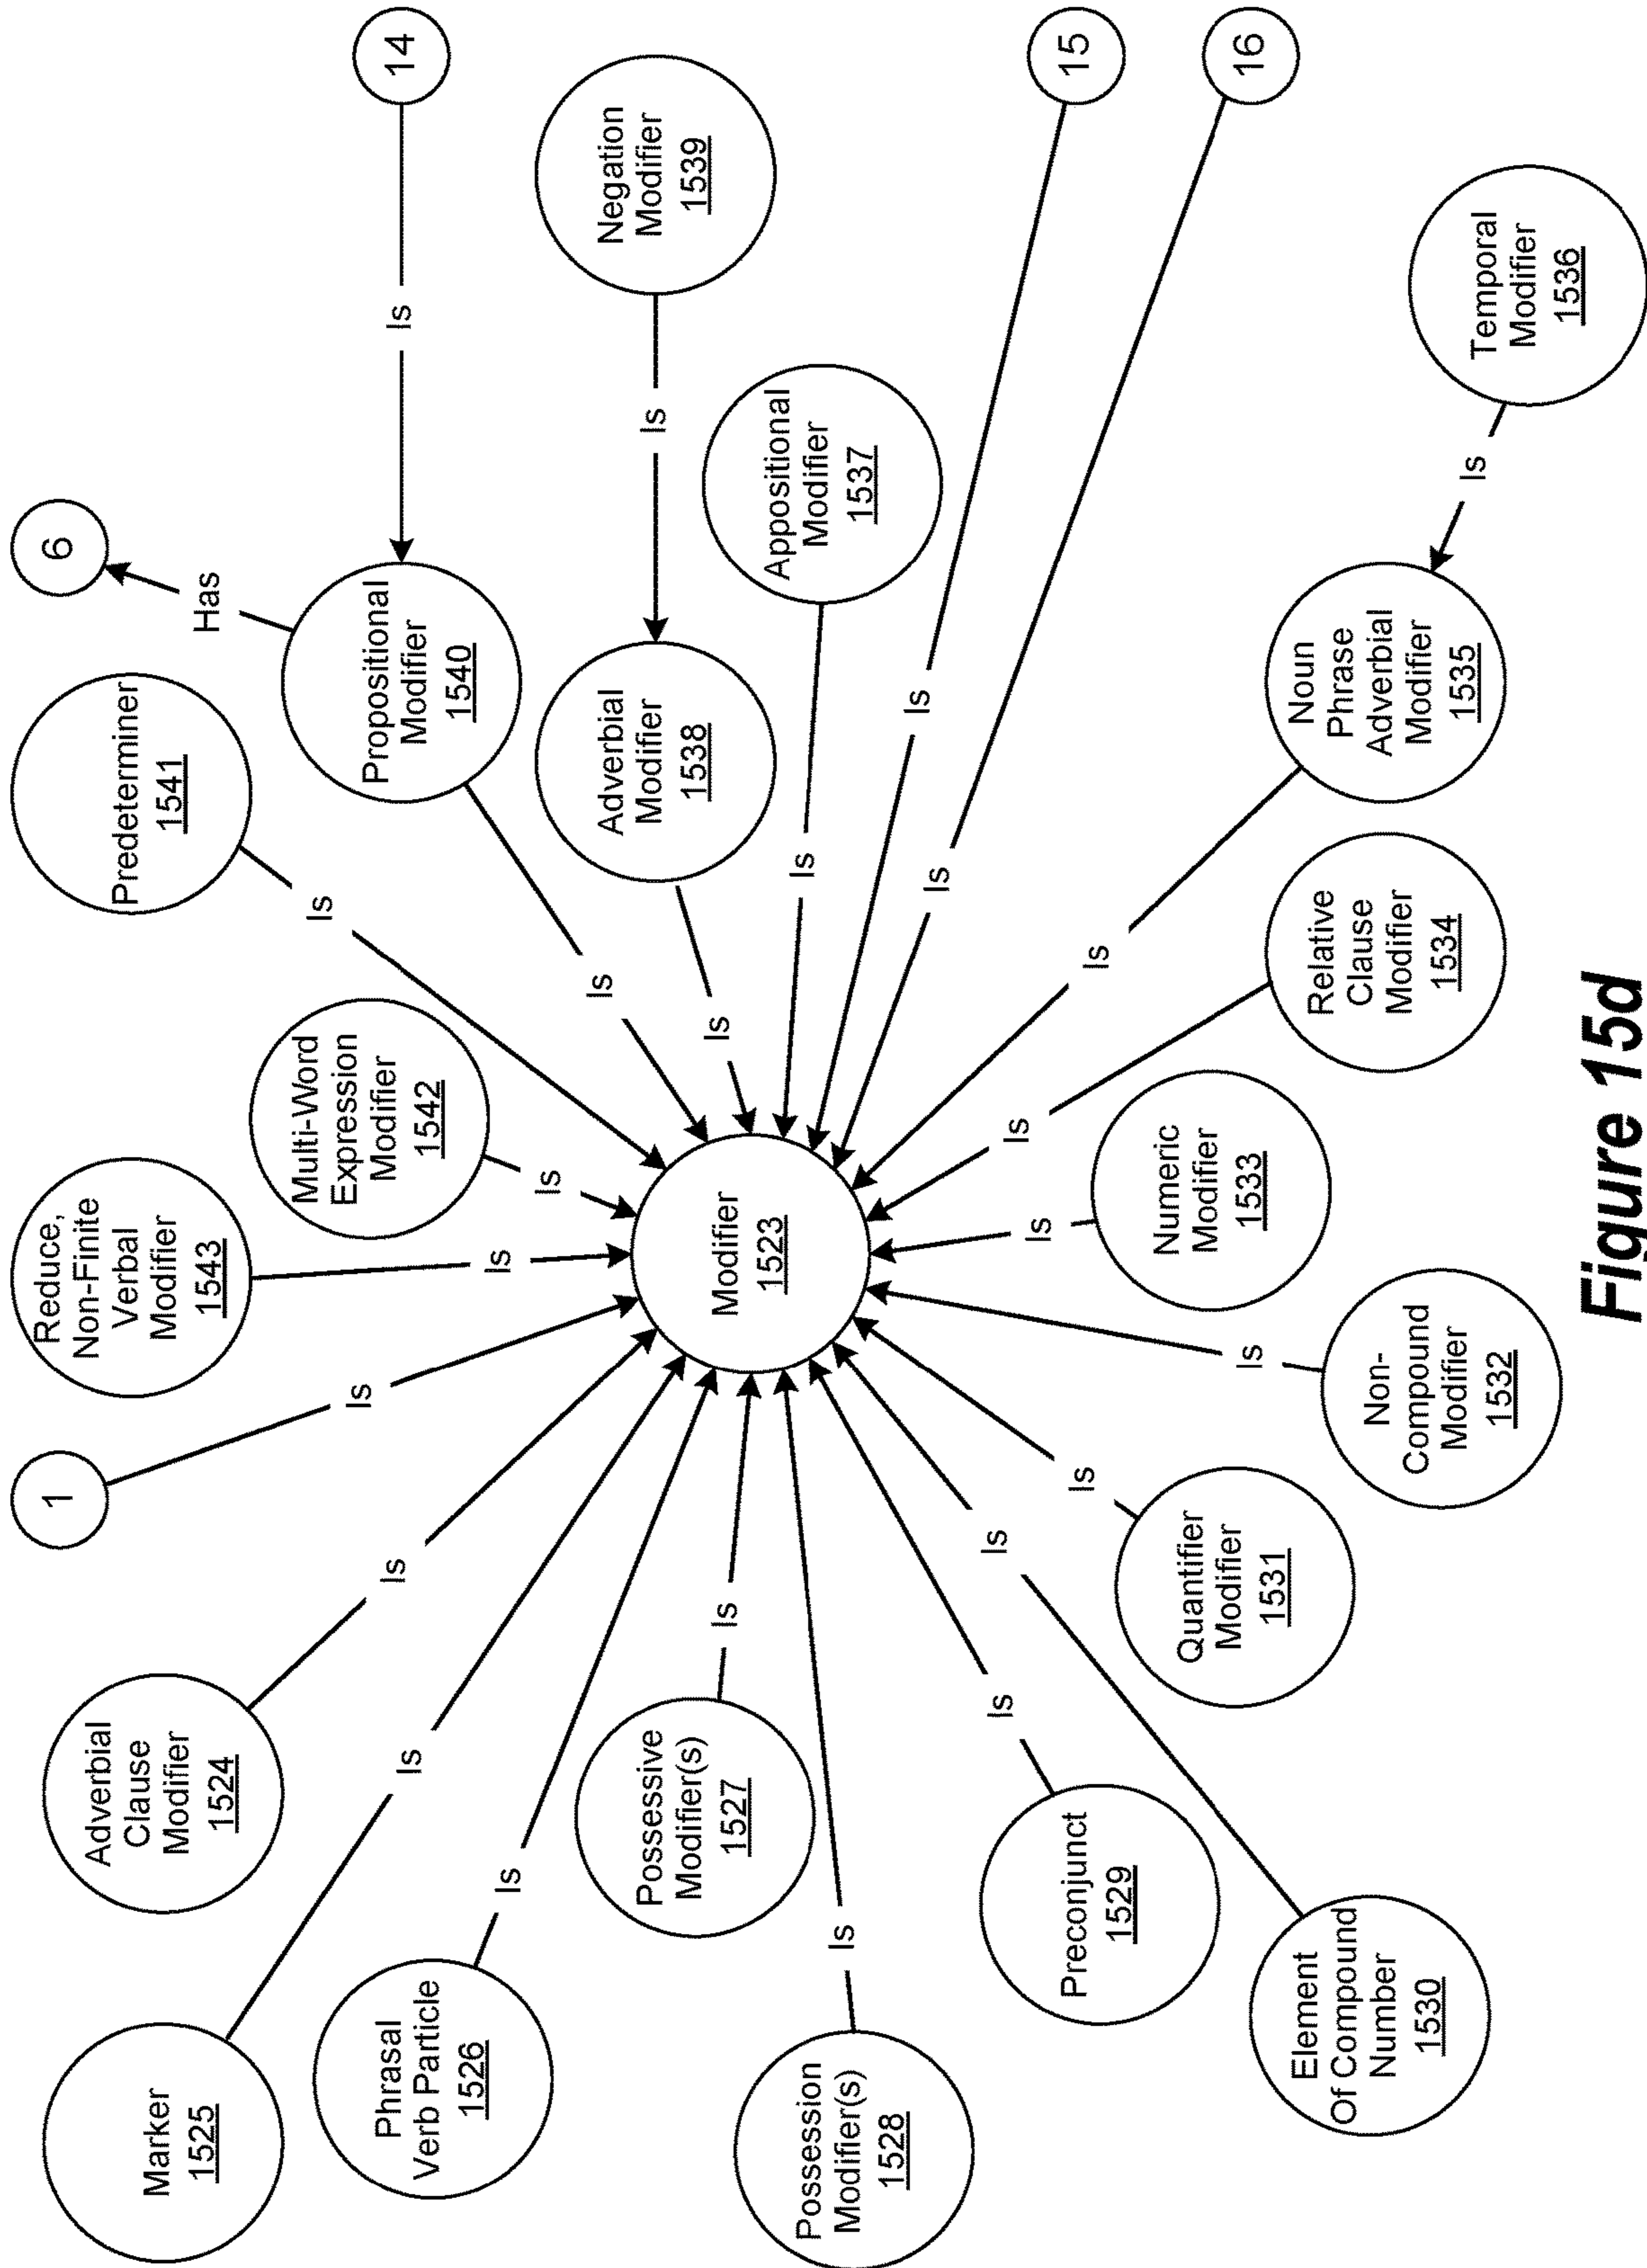 Marker
1525
Is
Adverbial
Clause
Modifier
1524
Is
1
Is
Reduce,
Non-Finite
Verbal
Modifier
1543
Is
Multi-Word
Expression
Modifier
1542
Is
Predeterminer
1541
Is
6
Has
Propositional
Modifier
1540
Is
Is
14
Phrasal
Verb Particle
1526
Is
Possessive
Modifier(s)
1527
Is
Modifier
1523
Is
Adverbial
Modifier
1538
Is
Negation
Modifier
1539
Possession
Modifier(s)
1528
Is
Is
Appositional
Modifier
1537
Is
15
Is
16
Preconjunct
1529
Is
Element
Of Compound
Number
1530
Is
Quantifier
Modifier
1531
Is
Non-
Compound
Modifier
1532
Is
Numeric
Modifier
1533
Is
Relative
Clause
Modifier
1534
Is
Is
Noun
Phrase
Adverbial
Modifier
1535
Is
Temporal
Modifier
1536
Figure 15d